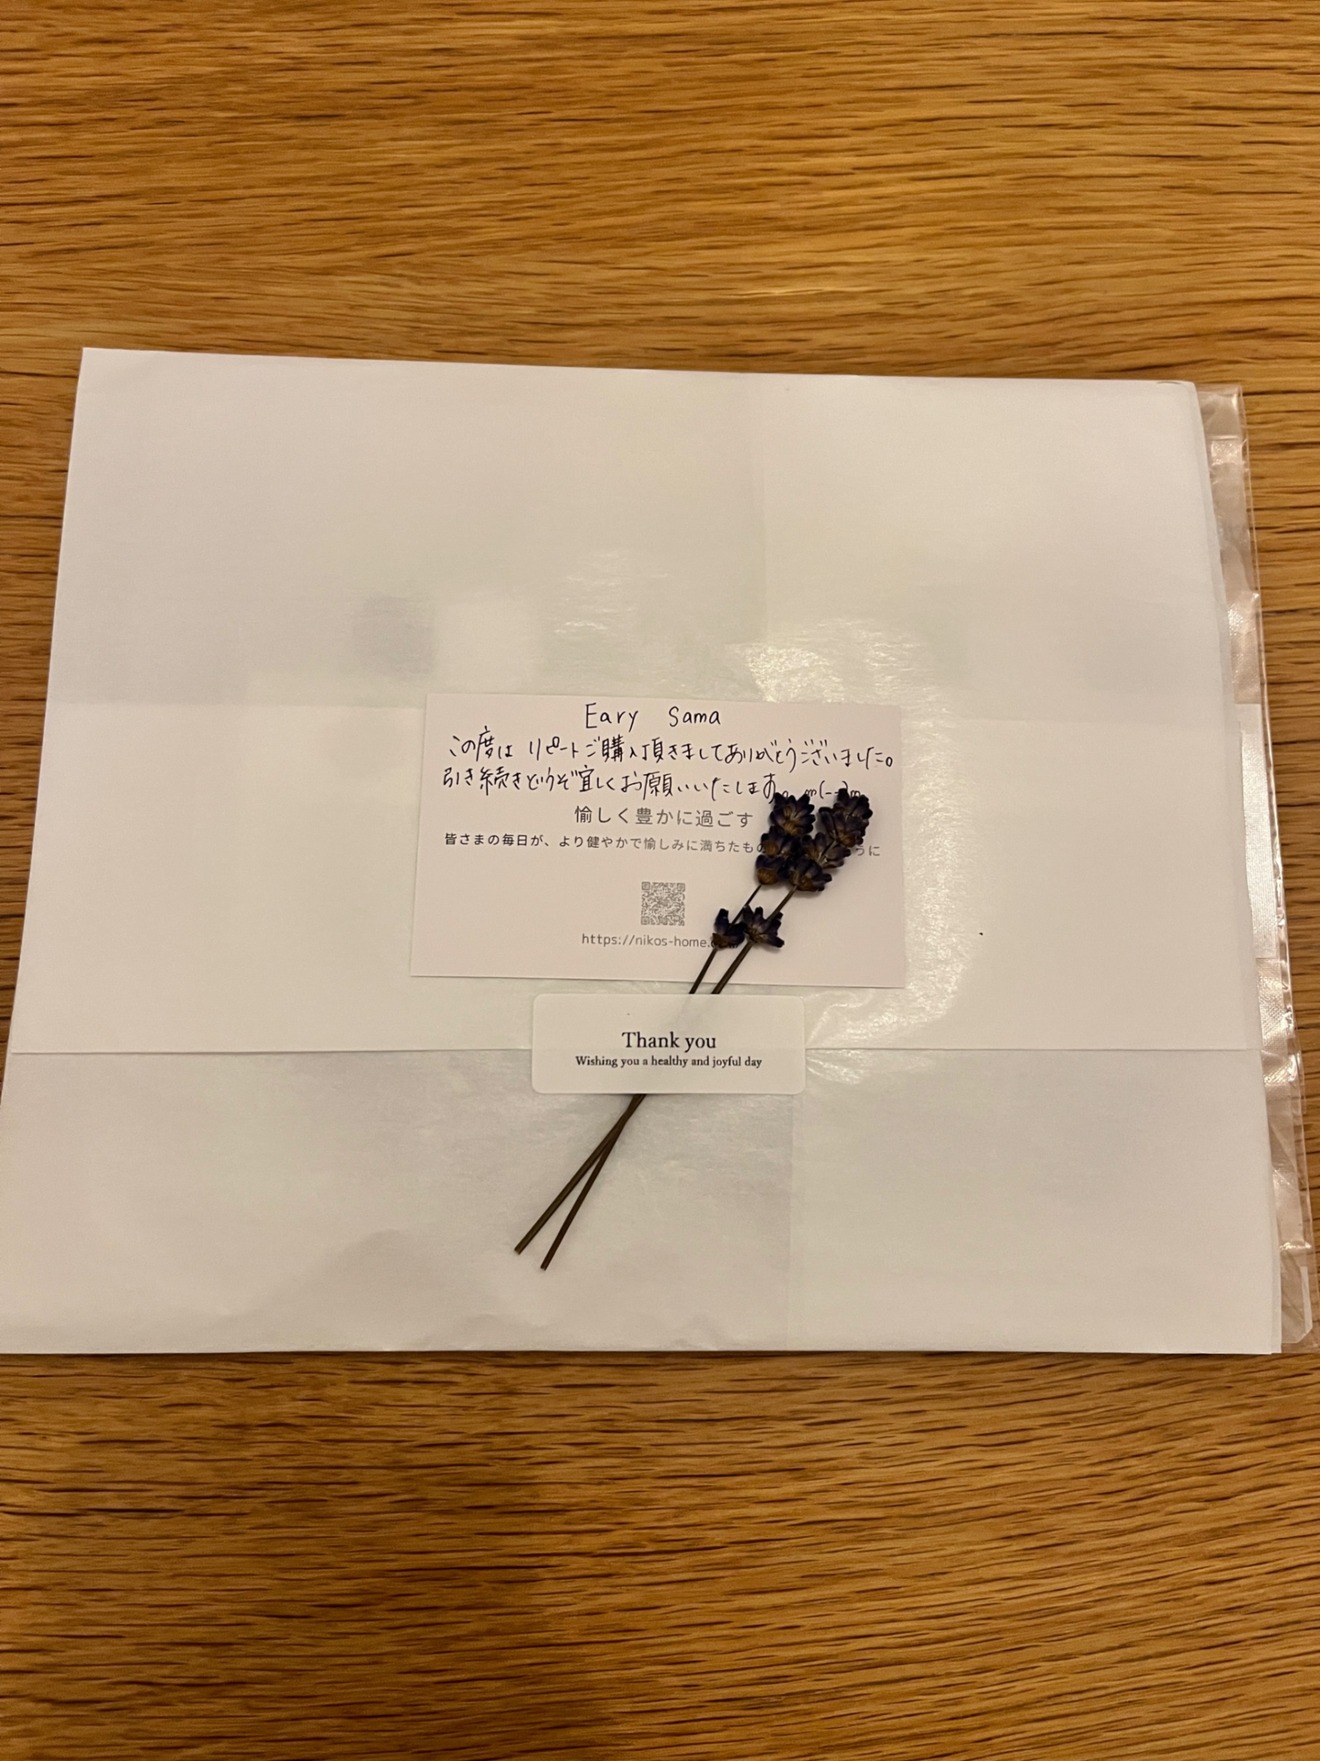 Eary Sama
この度は リピートご購入頂きましてありがとうございました。
引き続きどうぞ宜しくお願いいたします。 m(--)m
愉しく豊かに過ごす
皆さまの毎日が、より健やかで愉しみに満ちたもの うに
https://nikos-home.
Thank you
Wishing you a healthy and joyful day